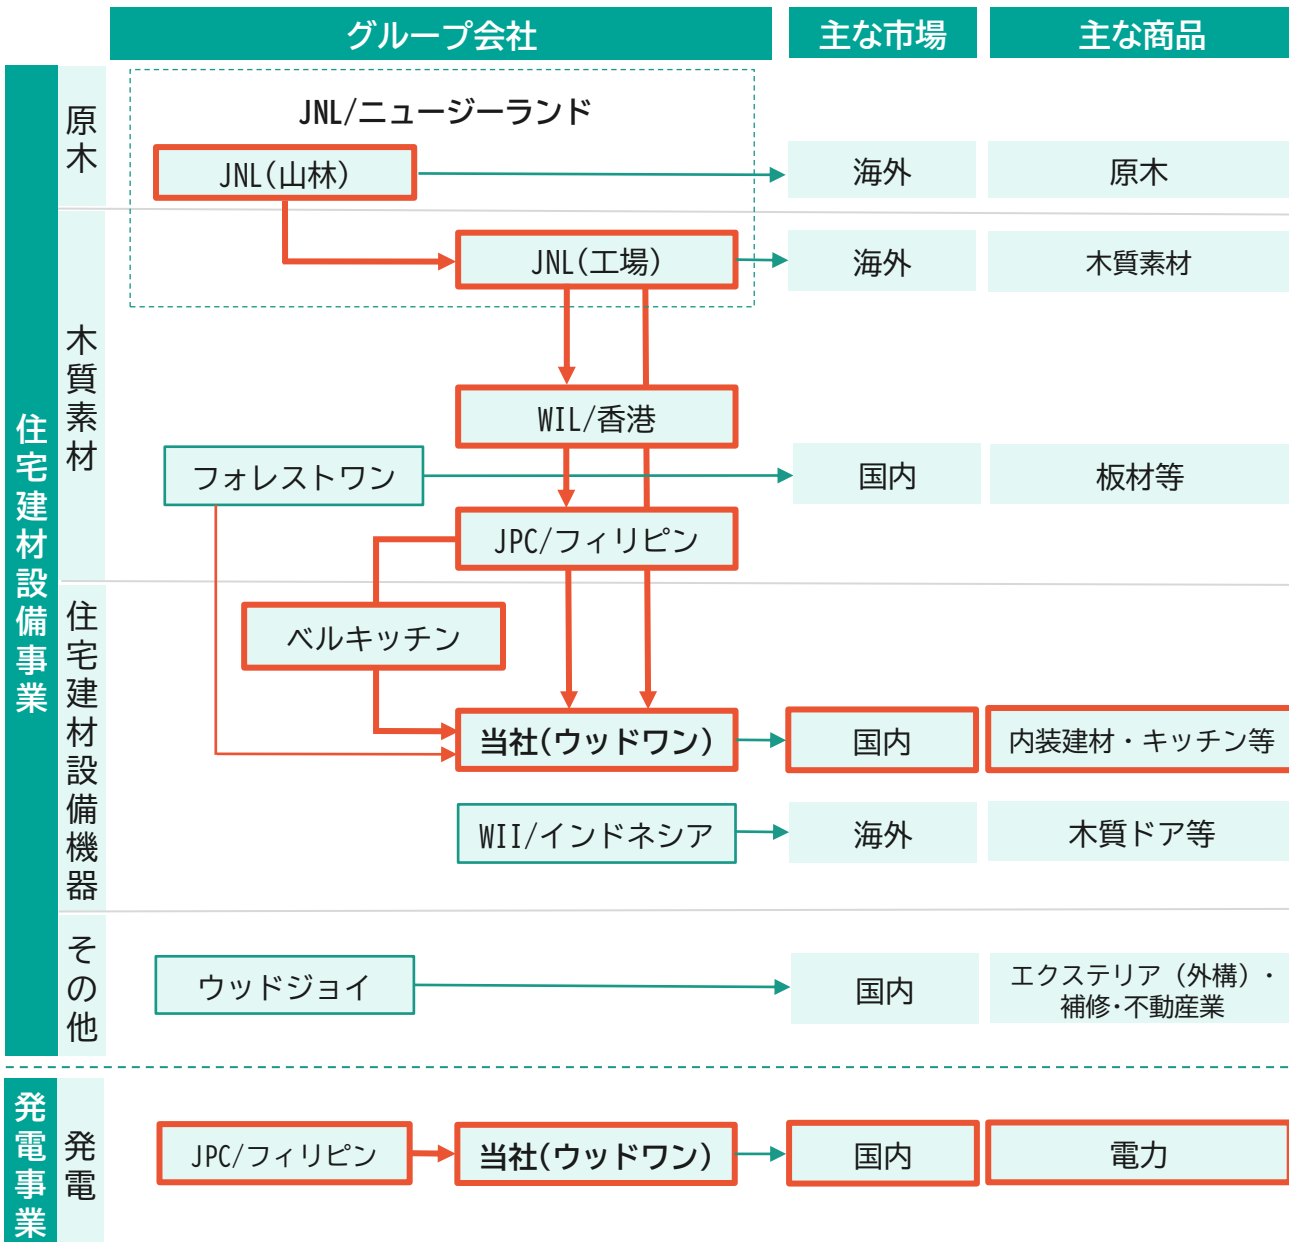 グループ会社
主な市場
主な商品
住宅建材設備事業
原木
JNL/ニュージーランド
JNL(山林)
海外
原木
木質素材
JNL(工場)
海外
木質素材
WIL/香港
フォレストワン
国内
板材等
JPC/フィリピン
住宅建材設備機器
ベルキッチン
当社(ウッドワン)
国内
内装建材・キッチン等
WII/インドネシア
海外
木質ドア等
その他
ウッドジョイ
国内
エクステリア（外構）・
補修・不動産業
発電事業
発電
JPC/フィリピン
当社(ウッドワン)
国内
電力